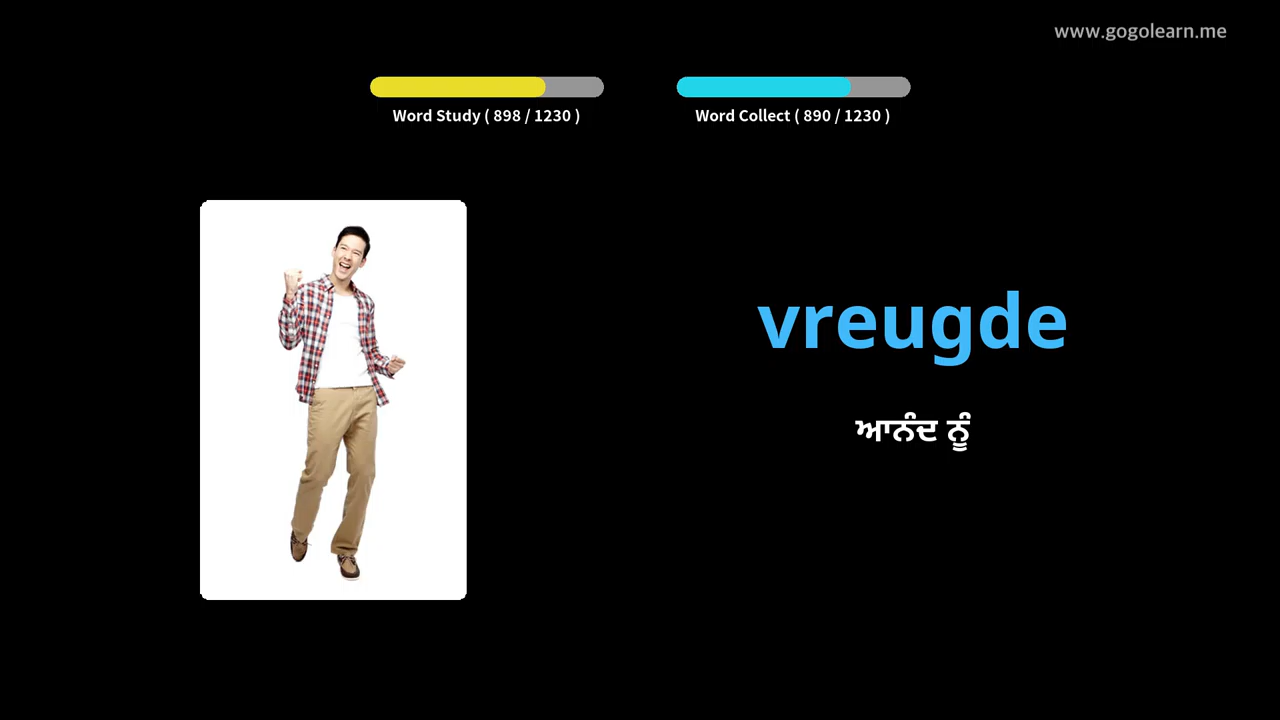 www.gogolearn.me
Word Study ( 898 / 1230 )
Word Collect ( 890 / 1230 )
vreugde
ਆਨੰਦ ਨੂੰ